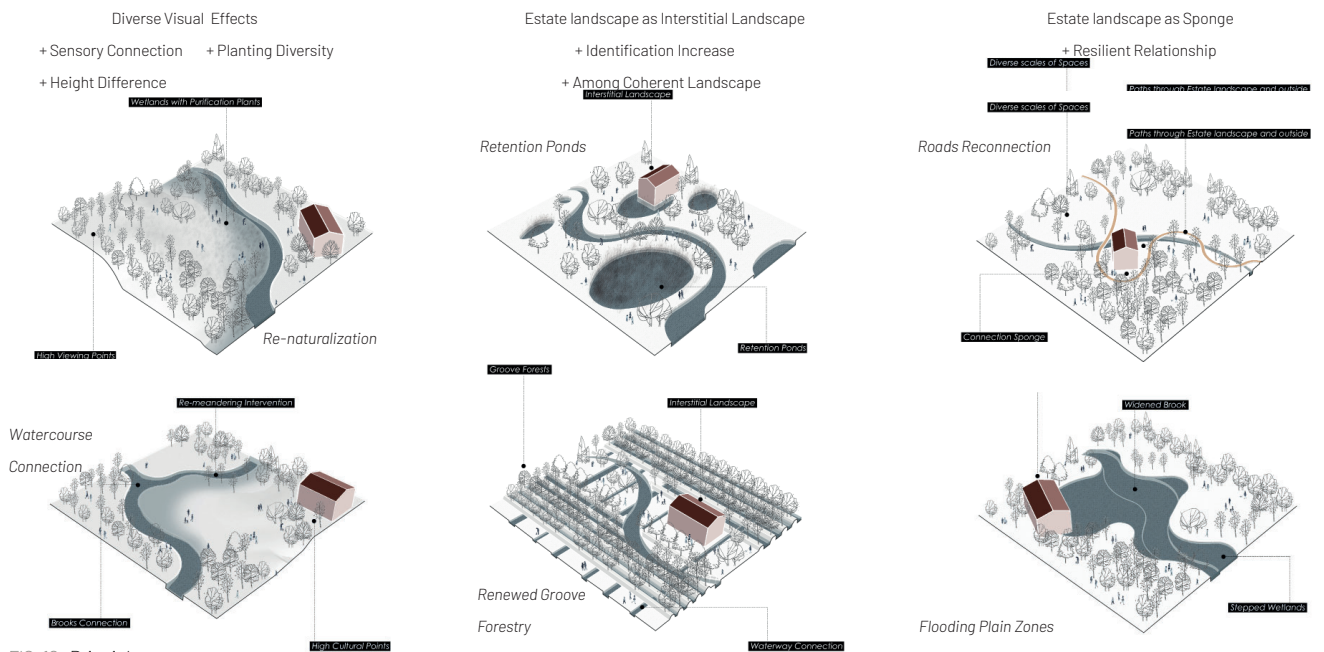 Diverse Visual Effects
+ Sensory Connection + Planting Diversity
+ Height Difference
Wetlands with Purification Plants
High Viewing Points
Re-naturalization
Re-meandering Intervention
Watercourse
Connection
Brooks Connection
High Cultural Points
Estate landscape as Interstitial Landscape
+ Identification Increase
+ Among Coherent Landscape
Interstitial Landscape
Retention Ponds
Retention Ponds
Groove Forests
Interstitial Landscape
Renewed Groove
Forestry
Waterway Connection
Estate landscape as Sponge
+ Resilient Relationship
Diverse scales of Spaces
Paths through Estate landscape and outside
Diverse scales of Spaces
Paths through Estate landscape and outside
Roads Reconnection
Connection Sponge
Widened Brook
Stepped Wetlands
Flooding Plain Zones